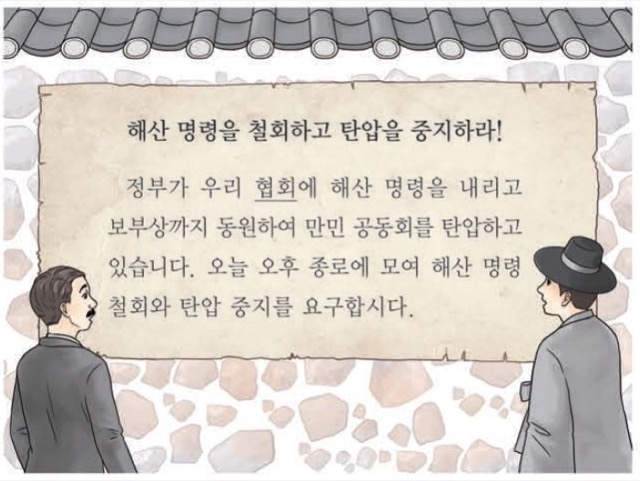 해산 명령을 철회하고 탄압을 중지하라!
정부가 우리 협회에 해산 명령을 내리고
보부상까지 동원하여 만민 공동회를 탄압하고
있습니다. 오늘 오후 종로에 모여 해산 명령
철회와 탄압 중지를 요구합시다.